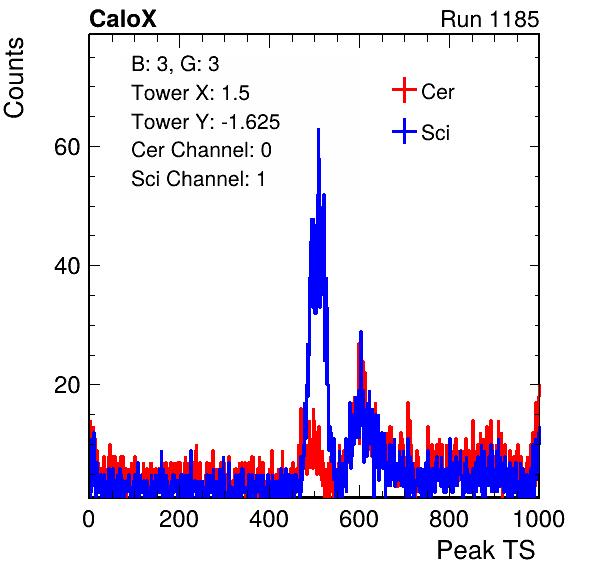 CaloX Run 1185
Counts
B: 3, G: 3
Tower X: 1.5
Tower Y: -1.625
Cer Channel: 0
Sci Channel: 1
Cer
Sci
60
40
20
0 200 400 600 800 1000
Peak TS